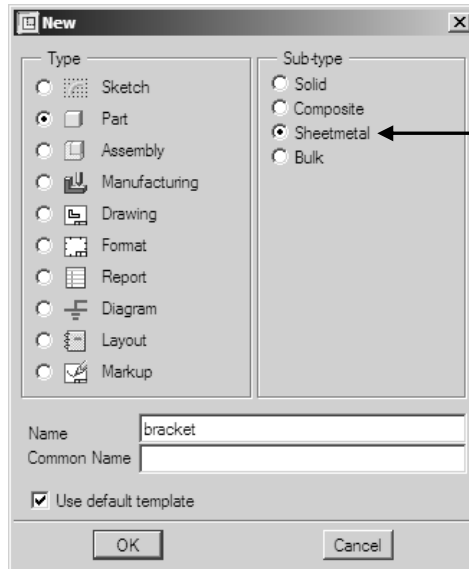 New
Type
Sketch
Part
Assembly
Manufacturing
Drawing
Format
Report
Diagram
Layout
Markup
Sub-type
Solid
Composite
Sheetmetal
Bulk
Name
bracket
Common Name
Use default template
OK
Cancel